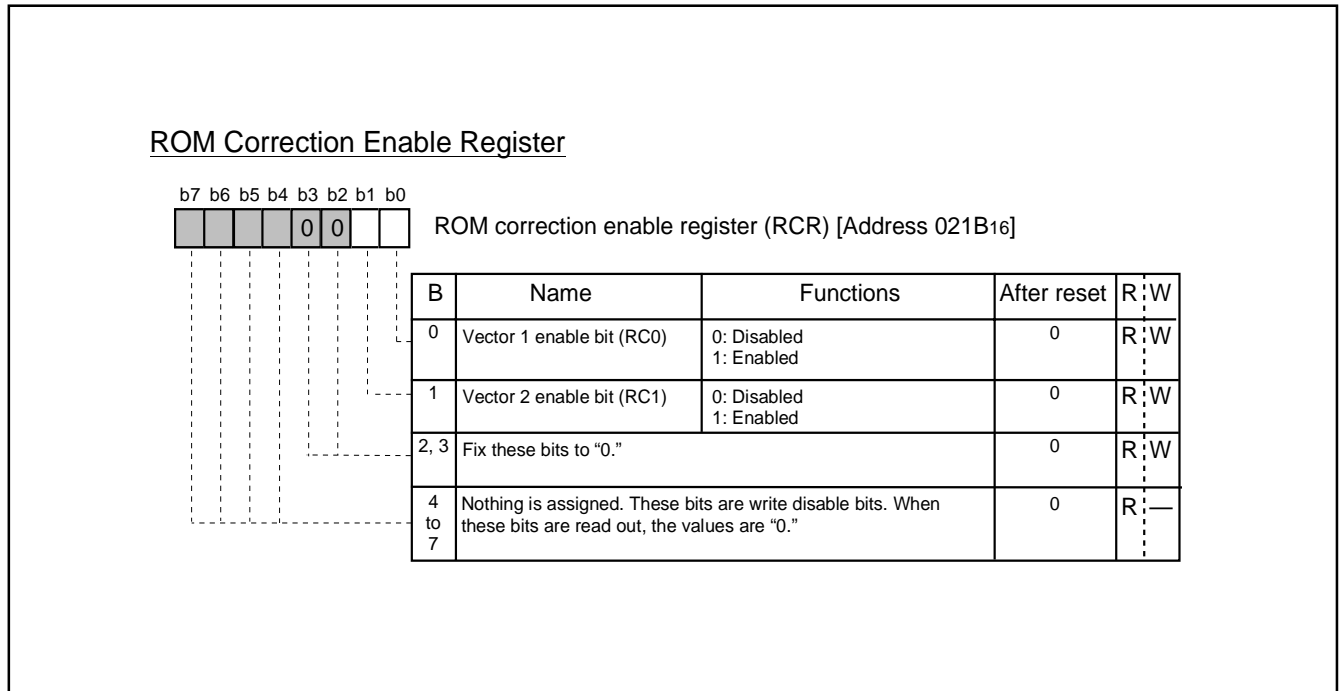 ROM Correction Enable Register
b7 b6 b5 b4 b3 b2 b1 b0
0 0
ROM correction enable register (RCR) [Address 021B16]
B Name Functions After reset R W
0 Vector 1 enable bit (RC0) 0: Disabled 0 R W
1: Enabled
1 Vector 2 enable bit (RC1) 0: Disabled 0 R W
1: Enabled
2, 3 Fix these bits to “0.” 0 R W
4 Nothing is assigned. These bits are write disable bits. When 0 R —
to these bits are read out, the values are “0.”
7